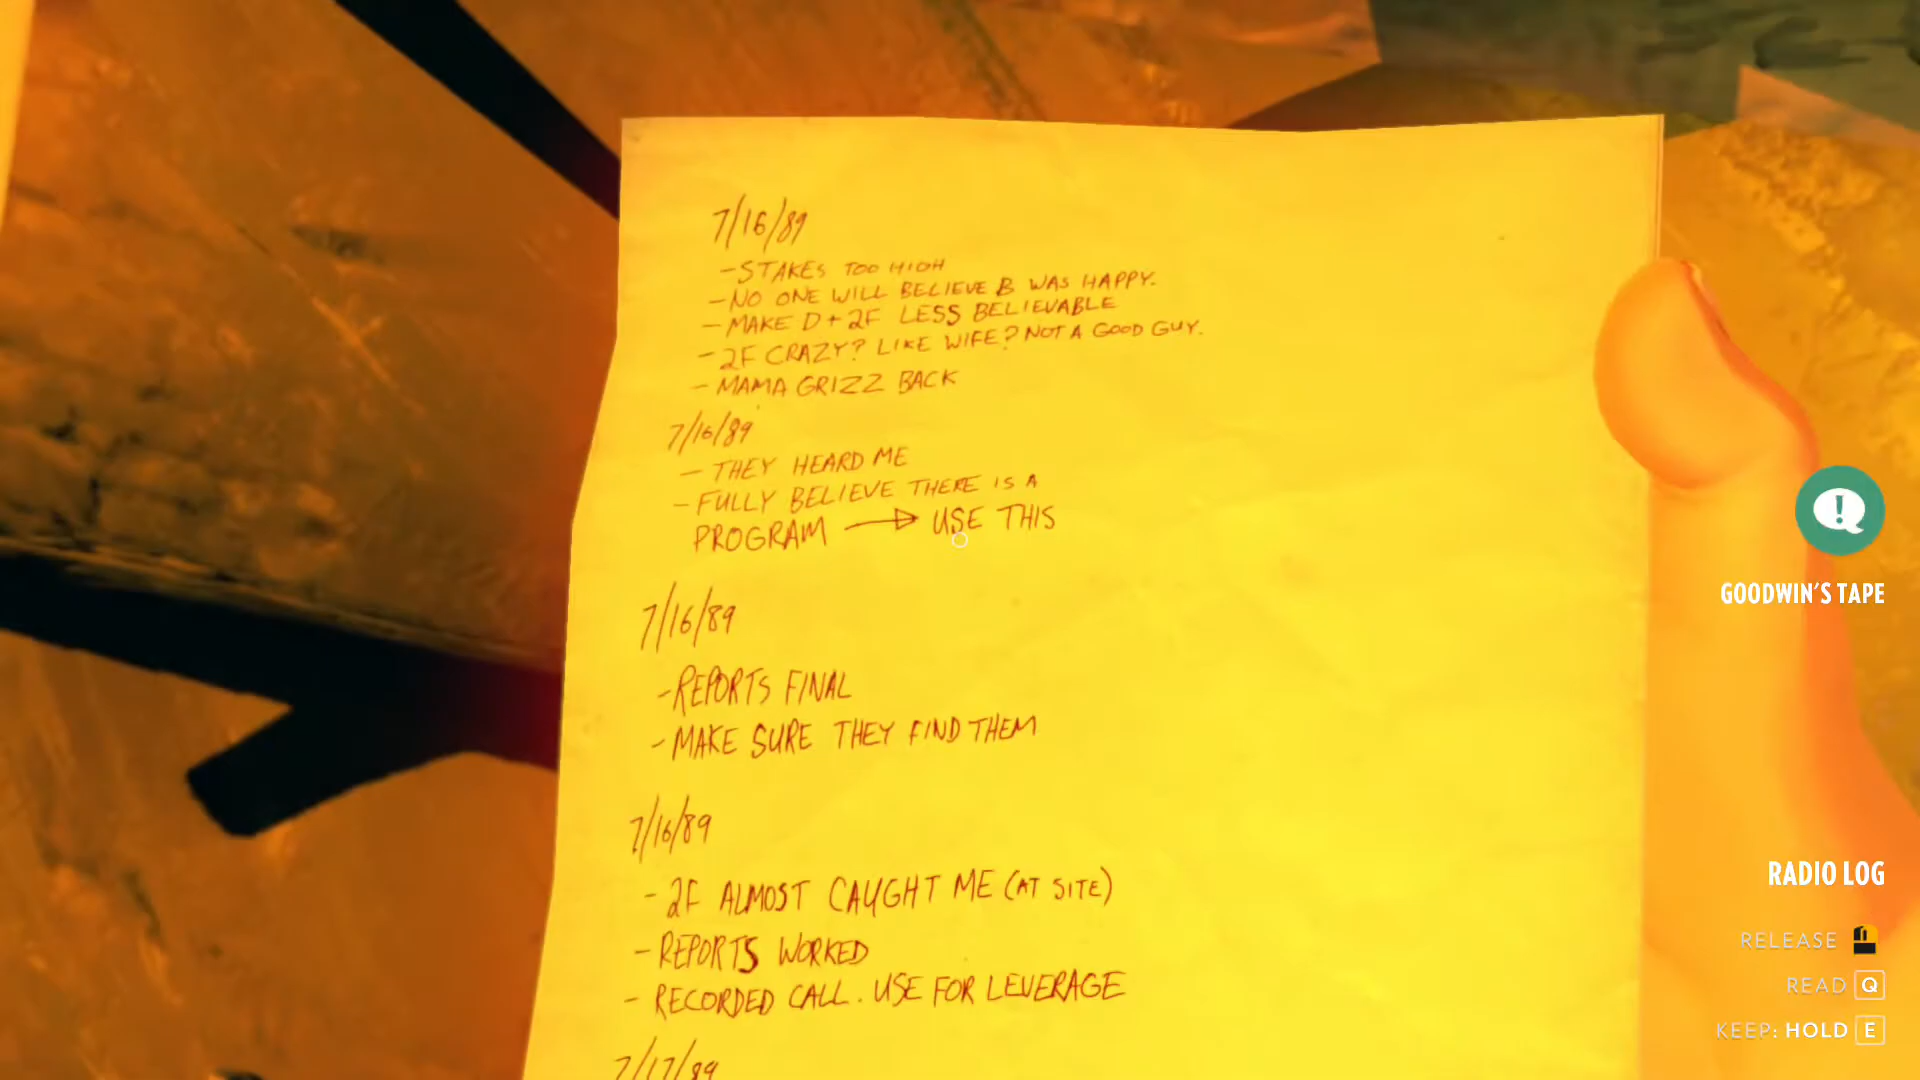 7/16/89
- STAKES TOO HIGH
- NO ONE WILL BELIEVE B WAS HAPPY.
- MAKE D + 2F LESS BELIEVABLE
- 2F CRAZY? LIKE WIFE? NOT A GOOD GUY.
- MAMA GRIZZ BACK
7/16/89
- THEY HEARD ME
- FULLY BELIEVE THERE IS A
PROGRAM → USE THIS
7/16/89
- REPORTS FINAL
- MAKE SURE THEY FIND THEM
7/16/89
- 2F ALMOST CAUGHT ME (AT SITE)
- REPORTS WORKED
- RECORDED CALL. USE FOR LEVERAGE
7/17/89
!
GOODWIN'S TAPE
RADIO LOG
RELEASE
READ Q
KEEP: HOLD E